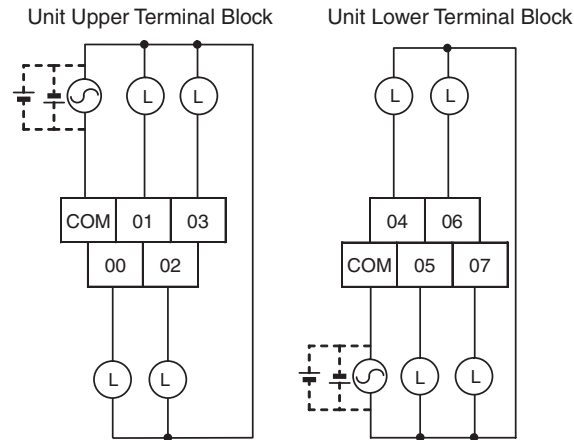 Unit Upper Terminal Block Unit Lower Terminal Block
L L L L
COM 01 03 04 06
00 02 COM 05 07
L L L L